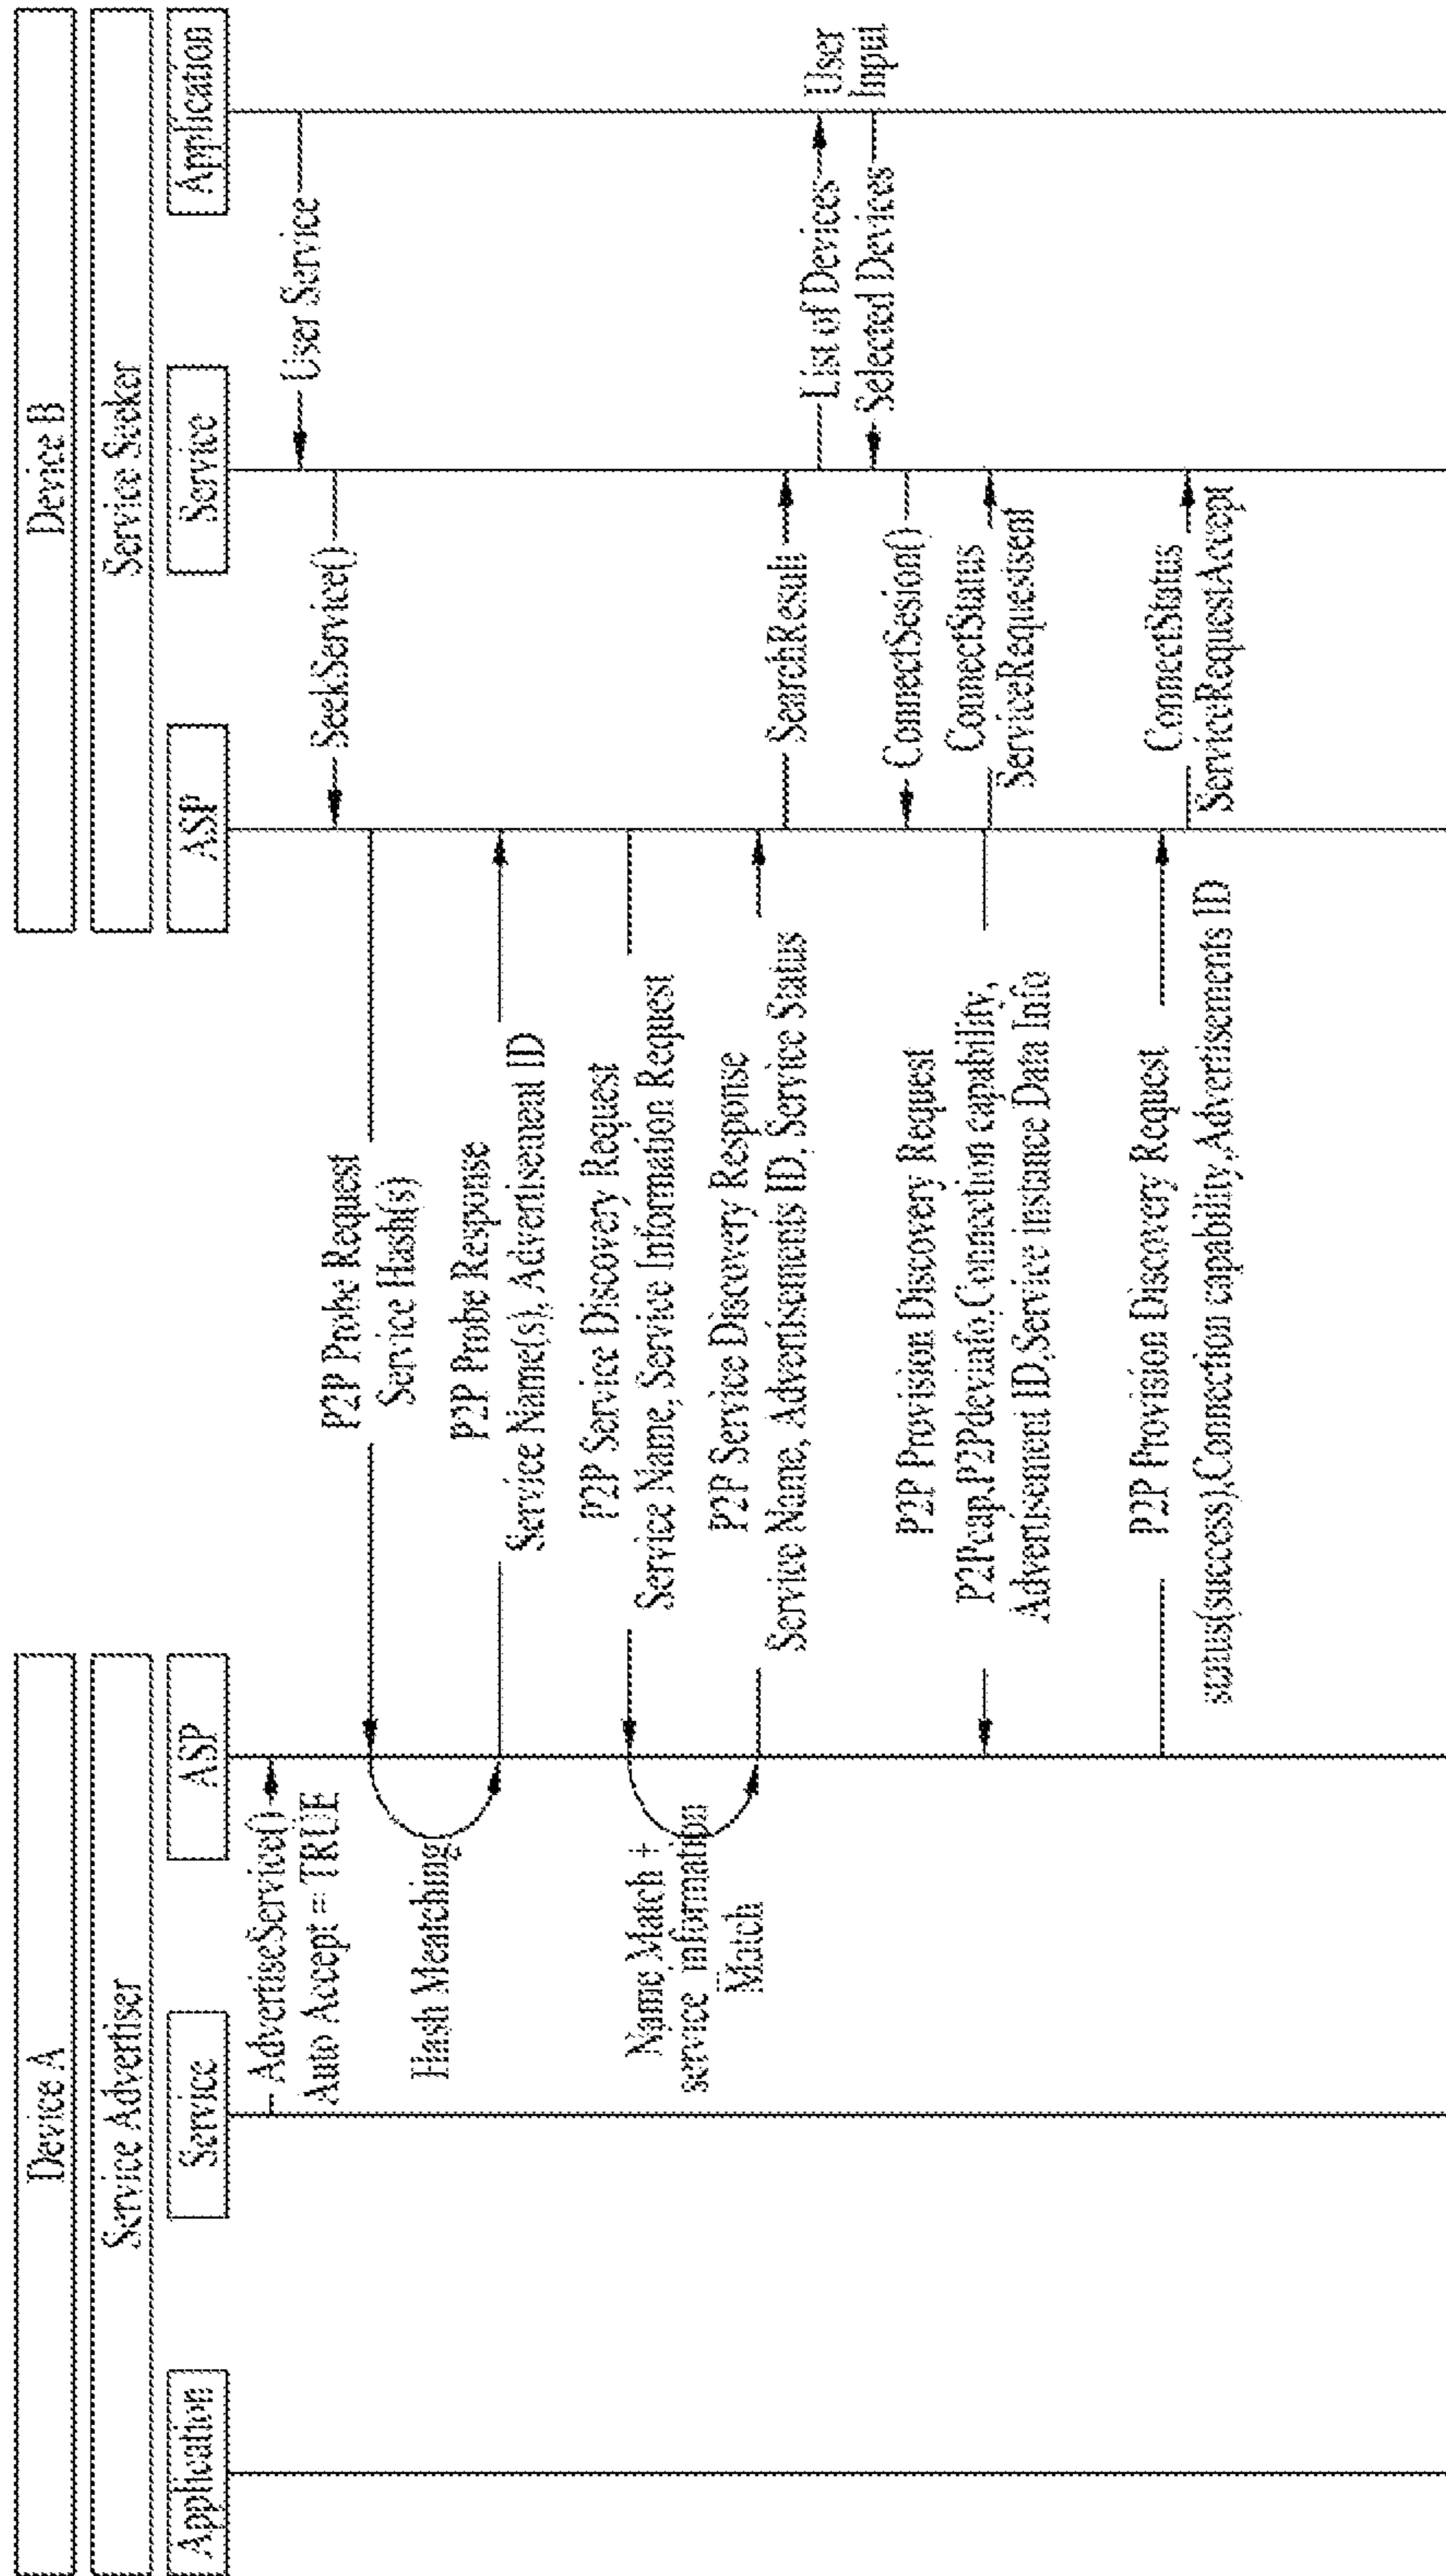 Device A
Device B
Service Advertiser
Service Seeker
Application
Service
ASP
ASP
Service
Application
AdvertiseService()
Auto Accept = TRUE
User Service
SeekService()
P2P Probe Request
Service Hash(s)
Hash Meatching
P2P Probe Response
Service Name(s), Advertisement ID
P2P Service Discovery Request
Service Name, Service Information Request
Name Match +
service information
Match
P2P Service Discovery Response
Service Name, Advertisements ID, Service Status
SearchResult
List of Devices
User
Input
Selected Devices
ConnectSesion()
P2P Provision Discovery Request
P2Pcap,P2Pdevinfo,Connection capability,
Advertisement ID,Service instance Data Info
ConnectStatus
ServiceRequestsent
P2P Provision Discovery Request
status(success),Connection capability,Advertisements ID
ConnectStatus
ServiceRequestAccept